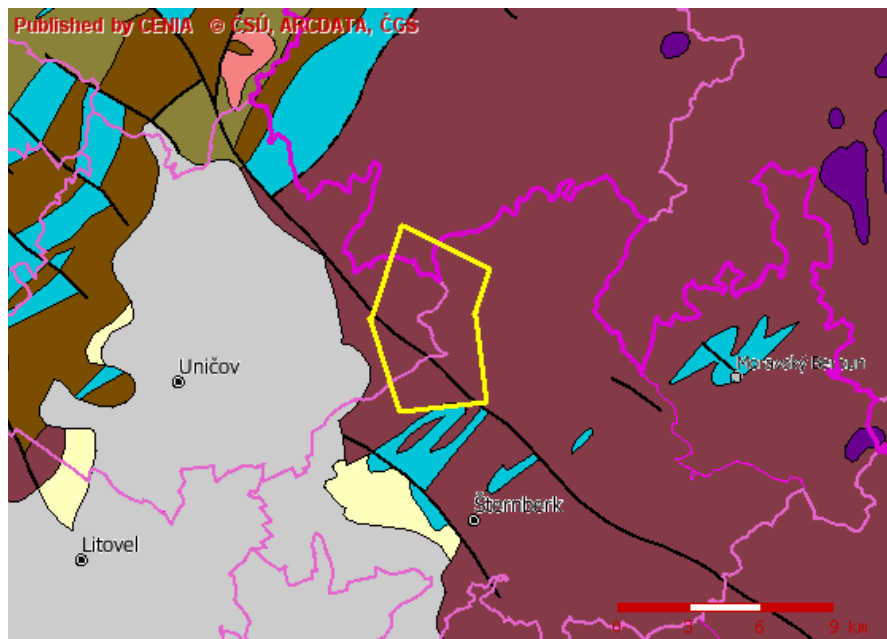 Published by CENIA © ČSÚ, ARCDATA, ČGS
Moravský Beroun
Uničov
Šternberk
Litovel
0 3 6 9 km